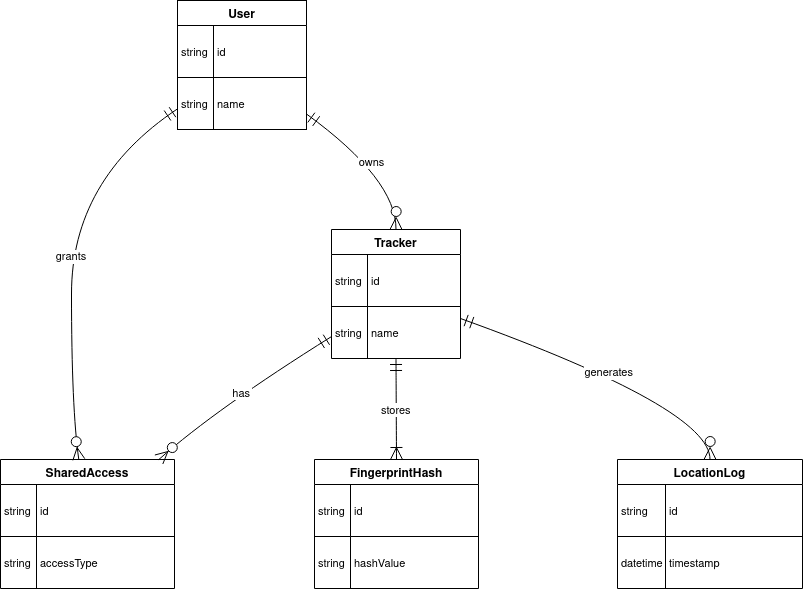 User
string id
string name
owns
grants
Tracker
string id
string name
generates
has
stores
SharedAccess
string id
string accessType
FingerprintHash
string id
string hashValue
LocationLog
string id
datetime timestamp